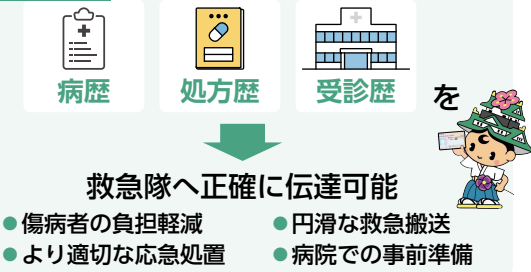 病歴 処方歴 受診歴 を
救急隊へ正確に伝達可能
●傷病者の負担軽減 ●円滑な救急搬送
●より適切な応急処置 ●病院での事前準備